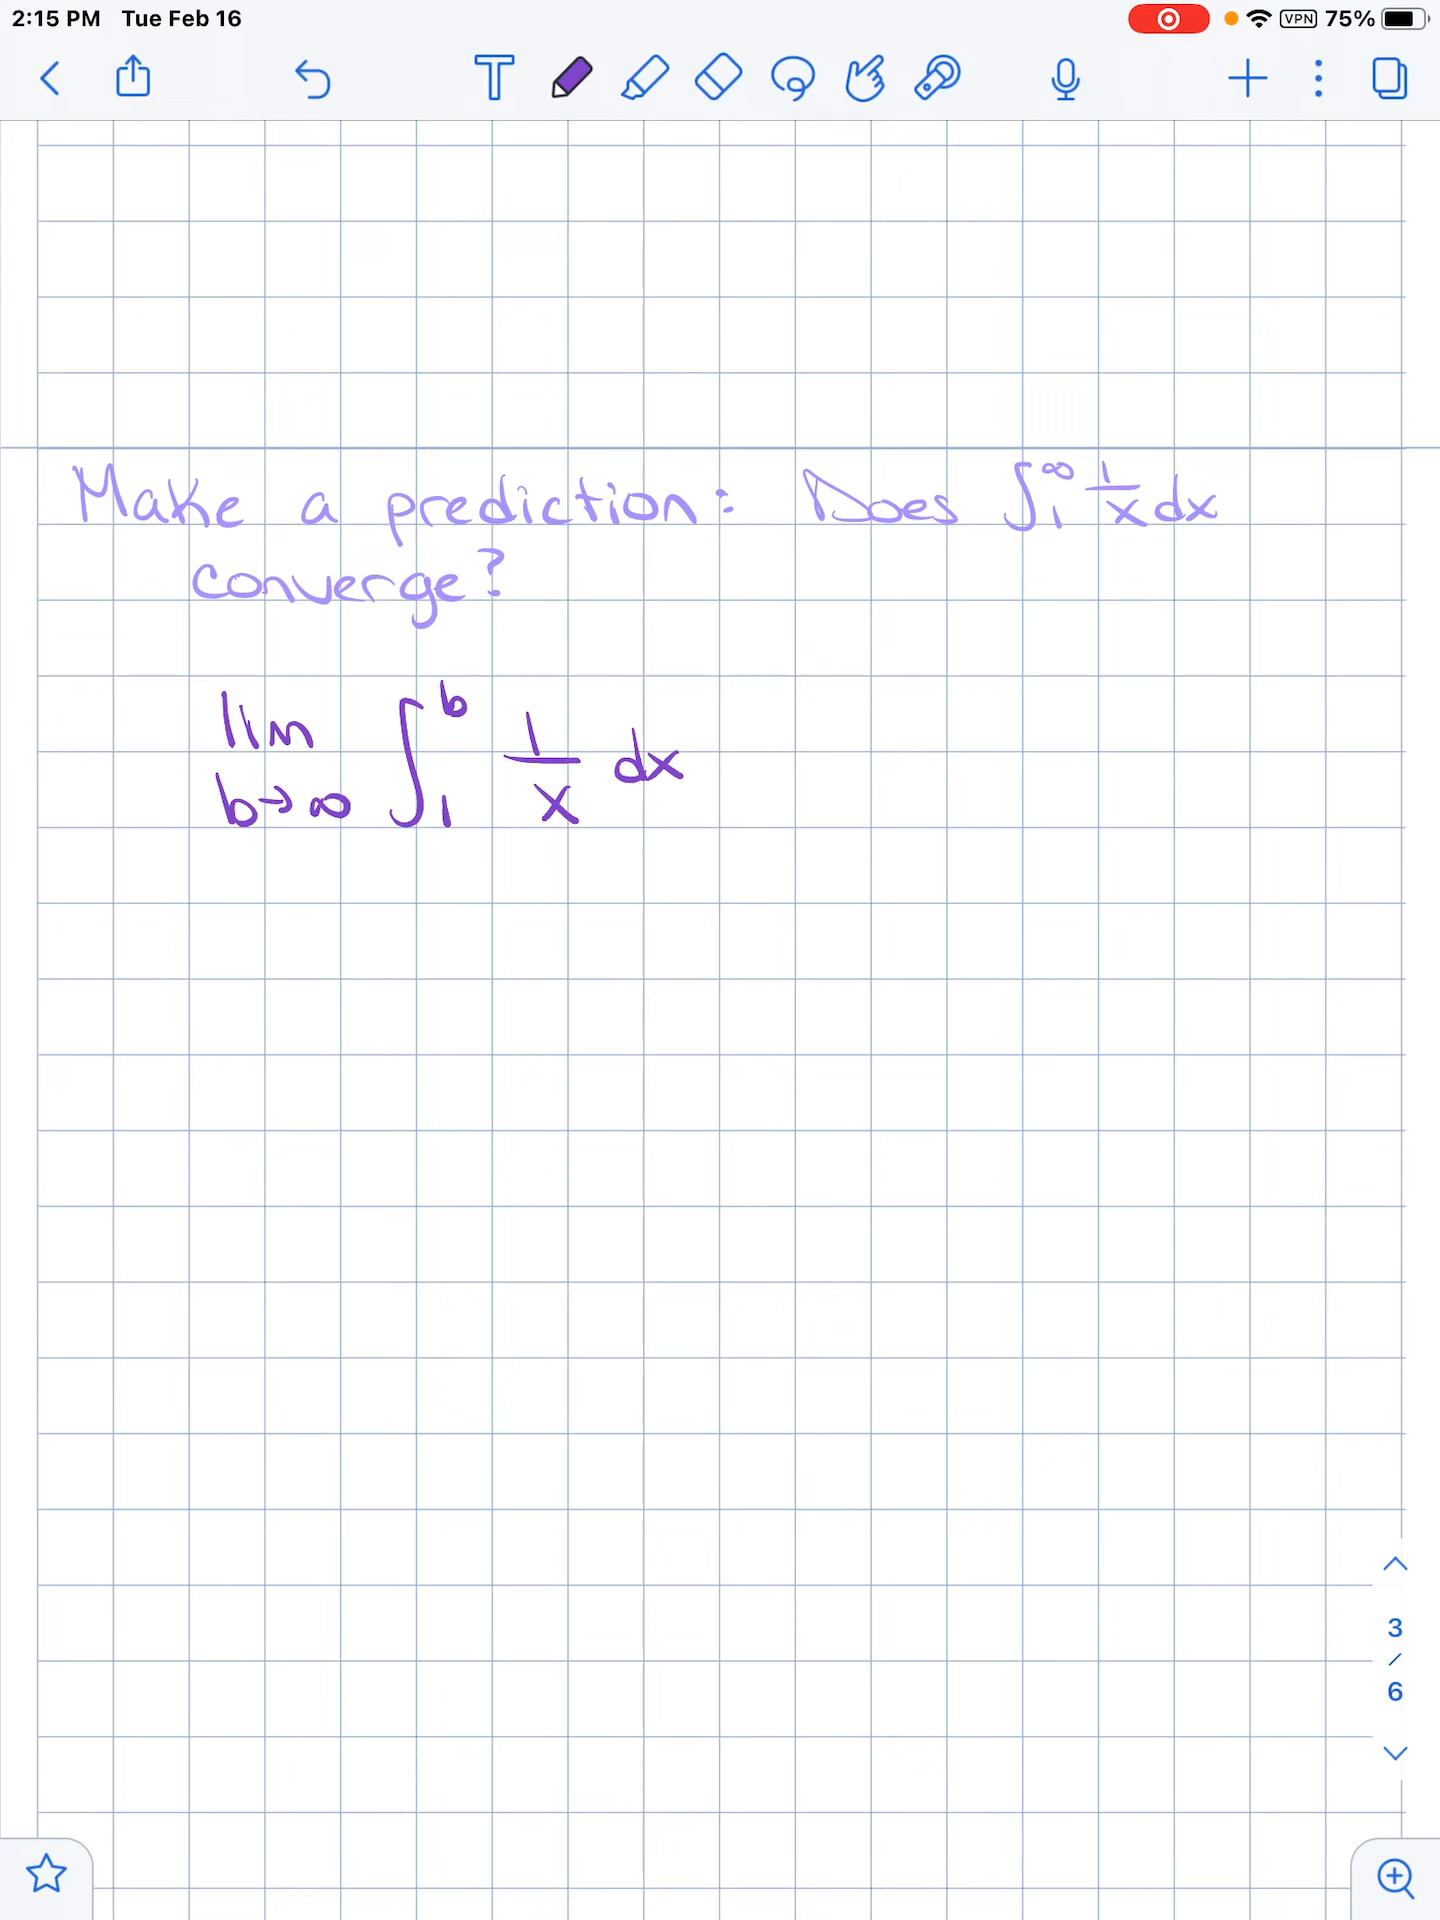 2:15 PM Tue Feb 16 VPN 75%
Make a prediction: Does ∫₁^∞ 1/x dx
converge?
lim b→∞ ∫₁^b 1/x dx
3
/
6